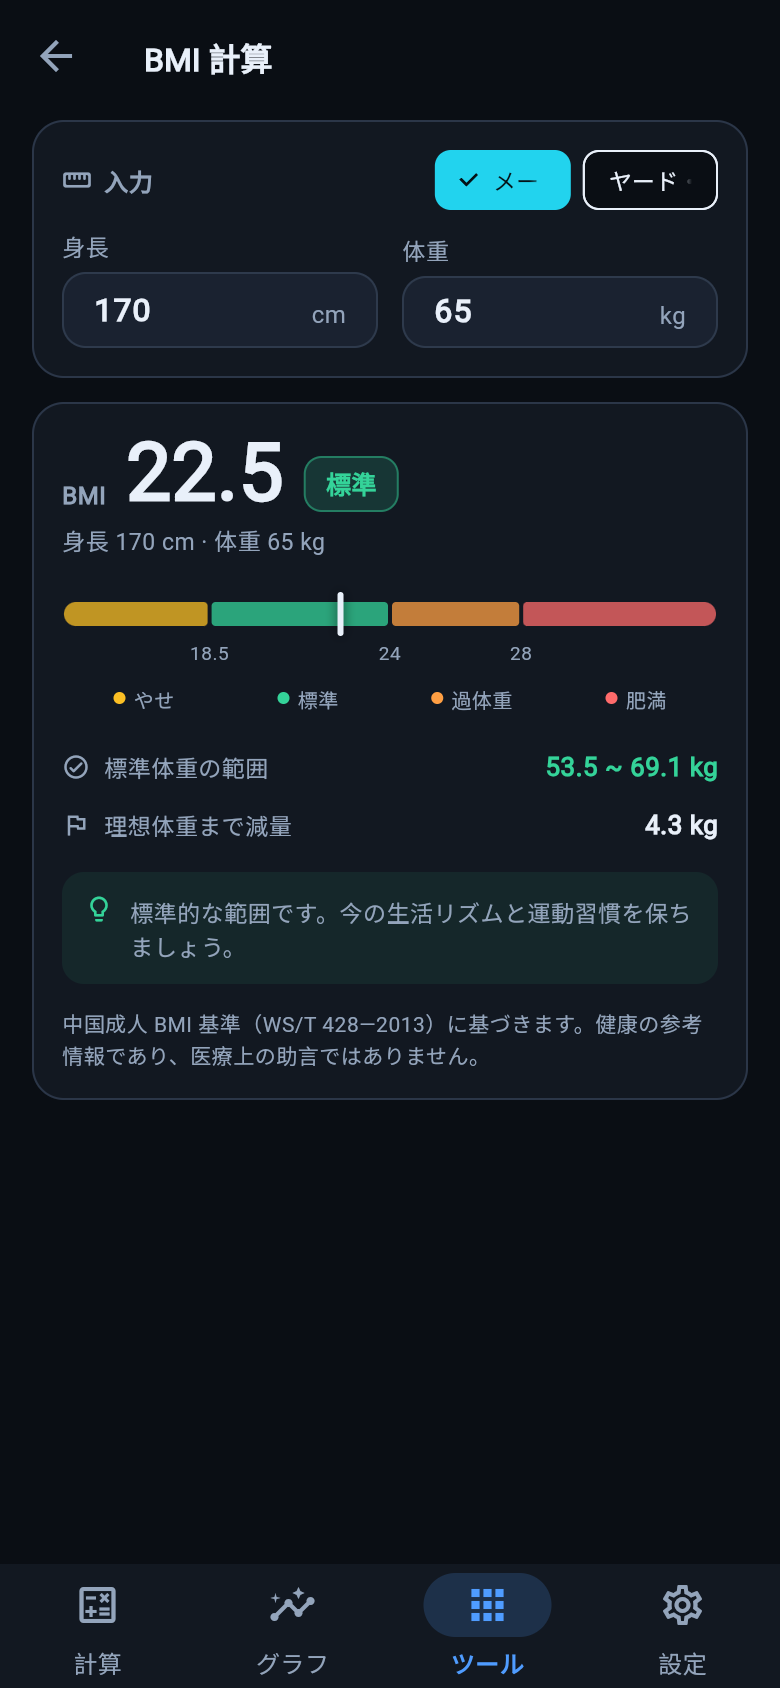 BMI 計算
入力
メー
ヤード
身長
体重
170 cm
65 kg
BMI 22.5 標準
身長 170 cm · 体重 65 kg
18.5 24 28
やせ 標準 過体重 肥満
標準体重の範囲 53.5 ~ 69.1 kg
理想体重まで減量 4.3 kg
標準的な範囲です。今の生活リズムと運動習慣を保ち
ましょう。
中国成人 BMI 基準（WS/T 428—2013）に基づきます。健康の参考
情報であり、医療上の助言ではありません。
計算 グラフ ツール 設定